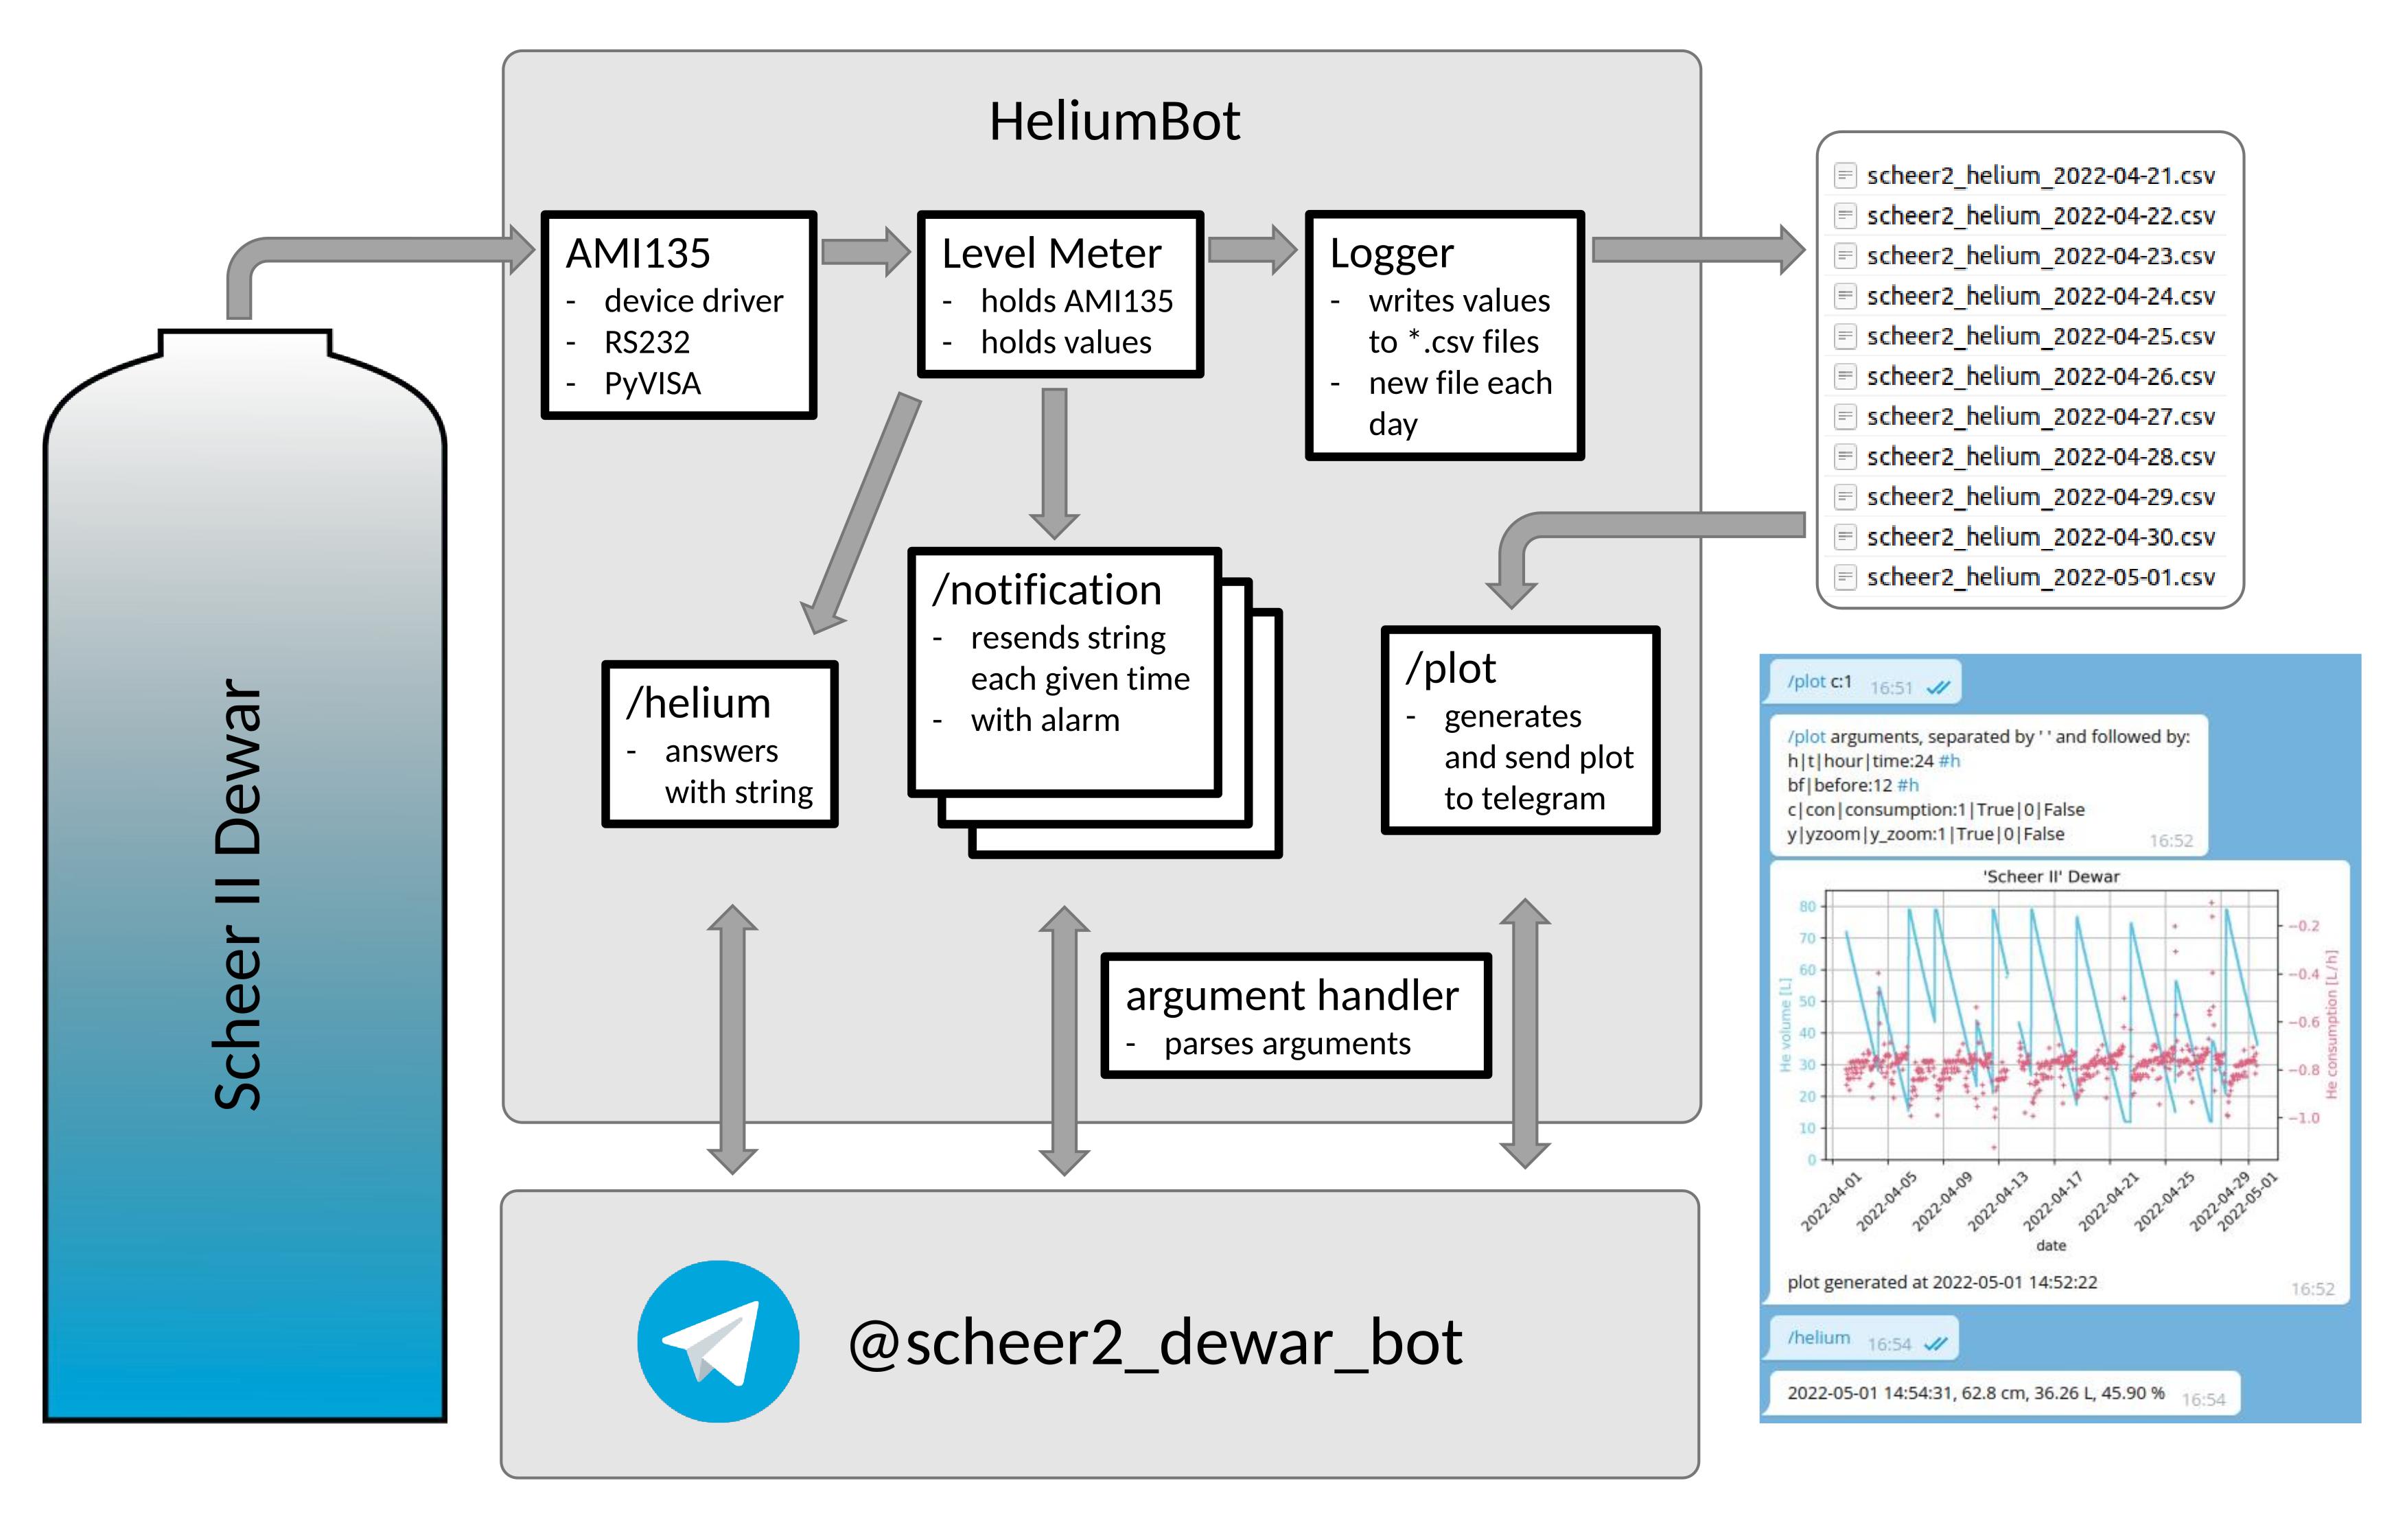 HeliumBot
Scheer II Dewar
AMI135
- device driver
- RS232
- PyVISA
Level Meter
- holds AMI135
- holds values
Logger
- writes values
to *.csv files
- new file each
day
scheer2_helium_2022-04-21.csv
scheer2_helium_2022-04-22.csv
scheer2_helium_2022-04-23.csv
scheer2_helium_2022-04-24.csv
scheer2_helium_2022-04-25.csv
scheer2_helium_2022-04-26.csv
scheer2_helium_2022-04-27.csv
scheer2_helium_2022-04-28.csv
scheer2_helium_2022-04-29.csv
scheer2_helium_2022-04-30.csv
scheer2_helium_2022-05-01.csv
/helium
- answers
with string
/notification
- resends string
each given time
- with alarm
/plot
- generates
and send plot
to telegram
argument handler
- parses arguments
@scheer2_dewar_bot
/plot c:1 16:51
/plot arguments, separated by ' ' and followed by:
h|t|hour|time:24 #h
bf|before:12 #h
c|con|consumption:1|True|0|False
y|yzoom|y_zoom:1|True|0|False 16:52
'Scheer II' Dewar
He volume [L]
80
70
60
50
40
30
20
10
0
−0.2
−0.4
−0.6
−0.8
−1.0
He consumption [L/h]
2022-04-01
2022-04-05
2022-04-09
2022-04-13
2022-04-17
2022-04-21
2022-04-25
2022-04-29
2022-05-01
date
plot generated at 2022-05-01 14:52:22 16:52
/helium 16:54
2022-05-01 14:54:31, 62.8 cm, 36.26 L, 45.90 % 16:54